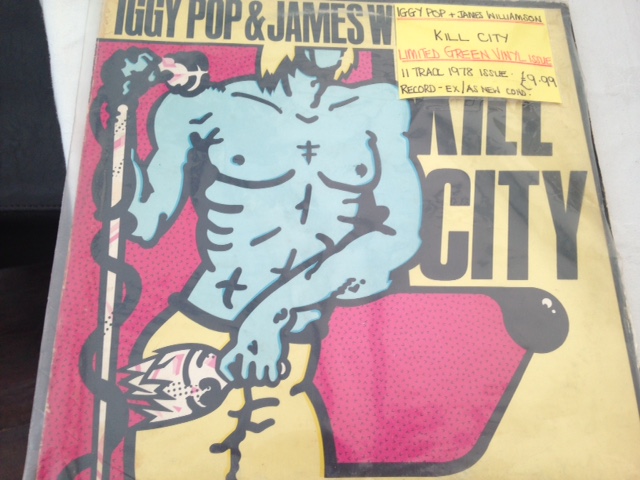 IGGY POP & JAMES W
IGGY POP + JAMES WILLIAMSON
KILL CITY
LIMITED GREEN VINYL ISSUE
11 TRACK 1978 ISSUE. £9.99
RECORD - EX/AS NEW COND.
KILL
CITY